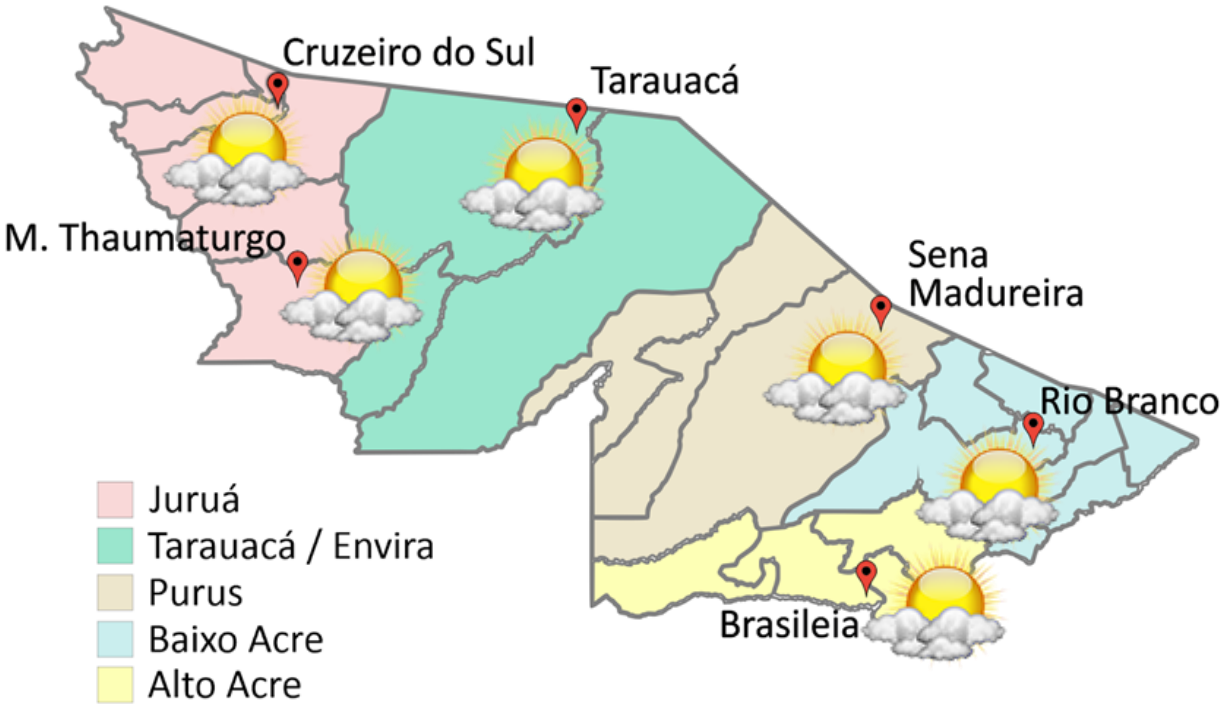 Cruzeiro do Sul
Tarauacá
M. Thaumaturgo
Sena
Madureira
Rio Branco
Brasileia
Juruá
Tarauacá / Envira
Purus
Baixo Acre
Alto Acre